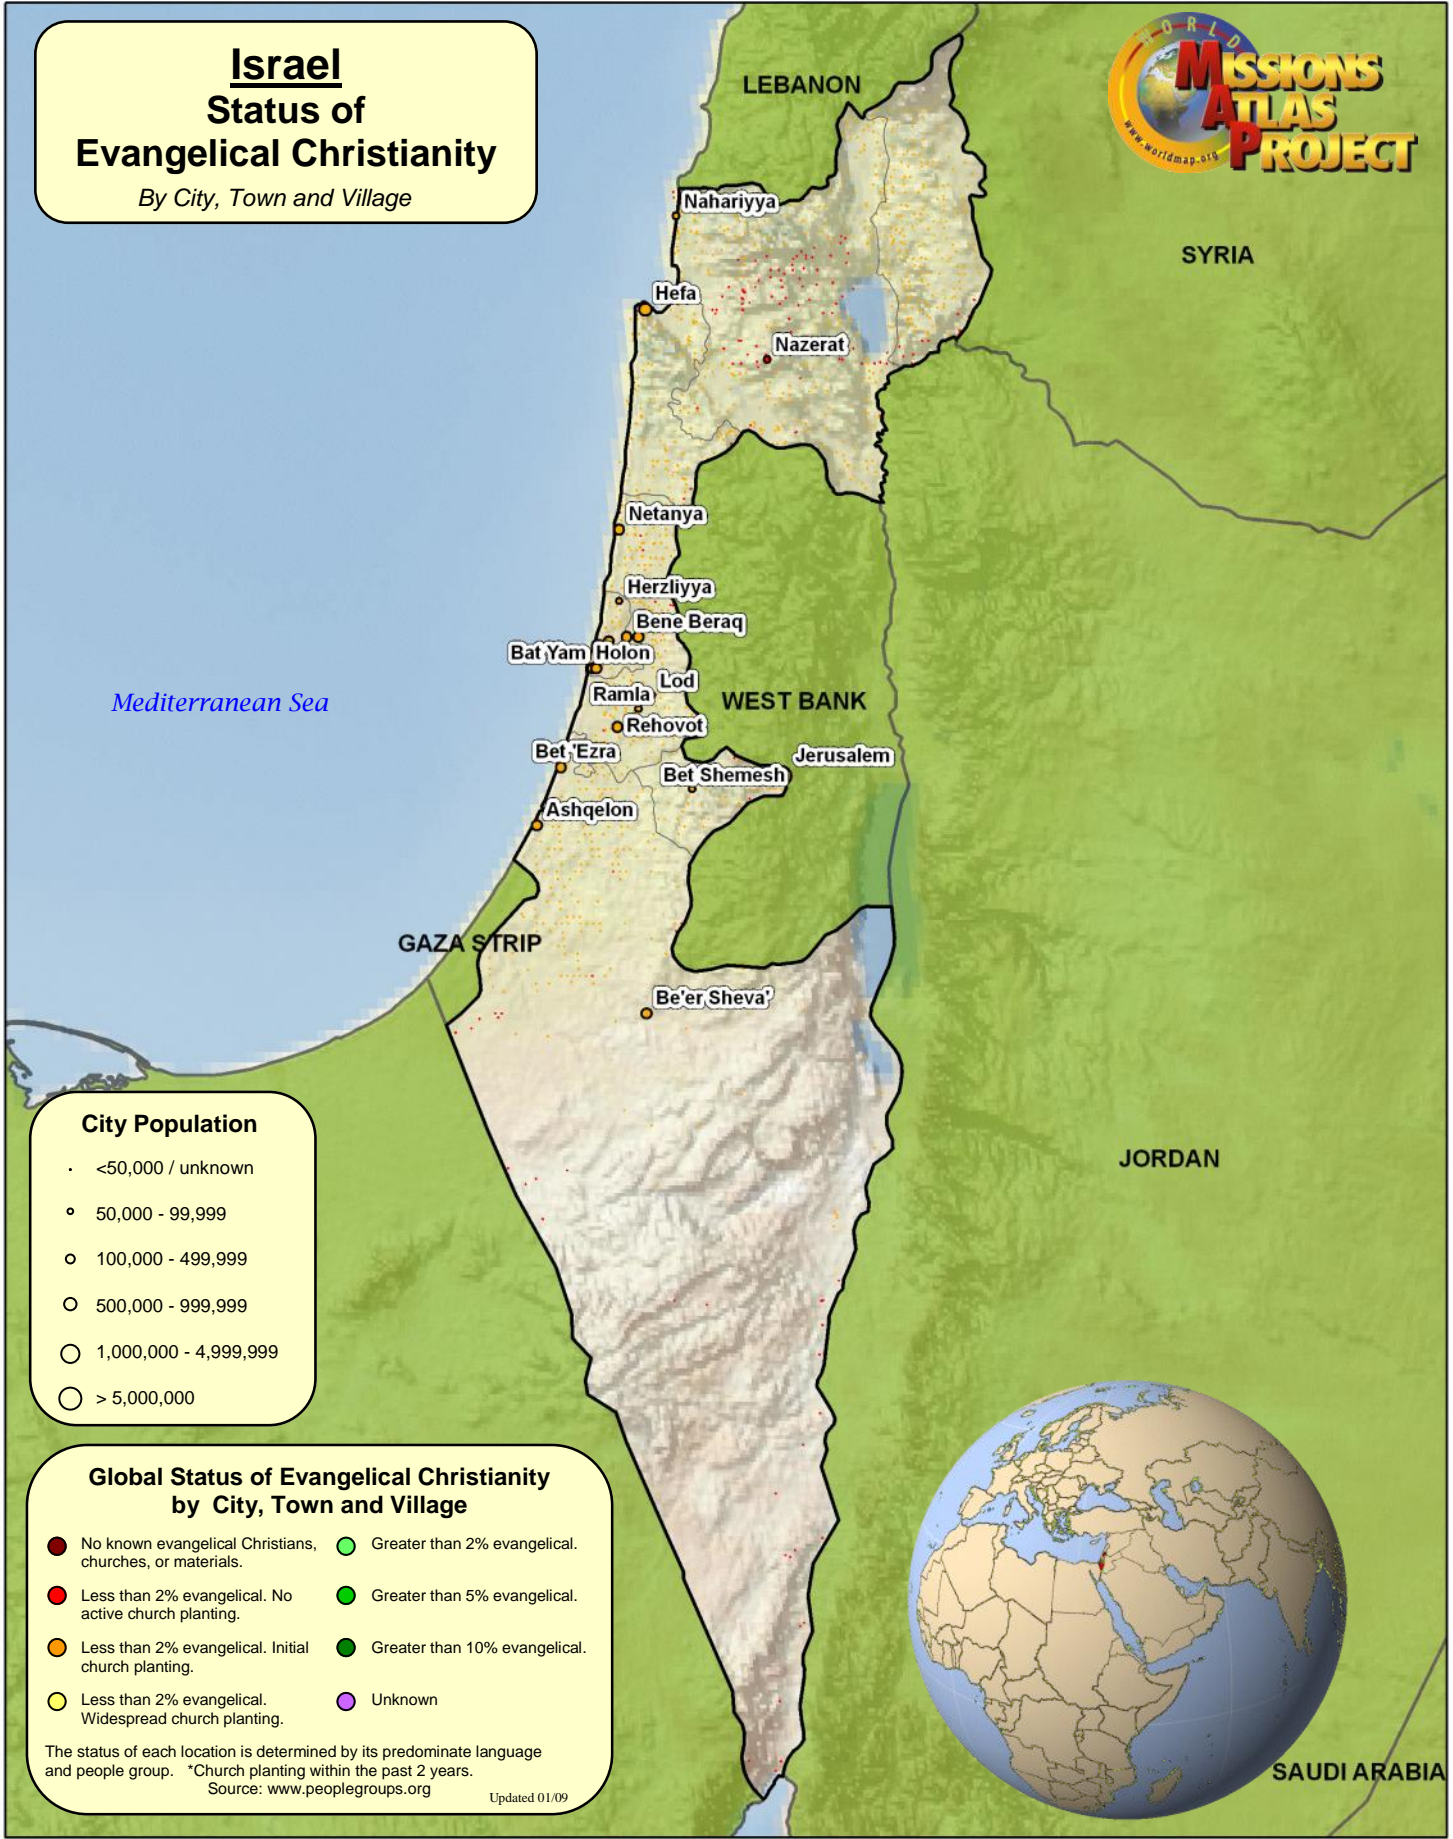 Israel
Status of
Evangelical Christianity
By City, Town and Village
WORLD
MISSIONS
ATLAS
PROJECT
www.worldmap.org
LEBANON
SYRIA
Nahariyya
Hefa
Nazerat
Netanya
Herzliyya
Bene Beraq
Bat Yam
Holon
Lod
Ramla
WEST BANK
Mediterranean Sea
Rehovot
Bet 'Ezra
Jerusalem
Bet Shemesh
Ashqelon
GAZA STRIP
Be'er Sheva'
JORDAN
SAUDI ARABIA
City Population
<50,000 / unknown
50,000 - 99,999
100,000 - 499,999
500,000 - 999,999
1,000,000 - 4,999,999
> 5,000,000
Global Status of Evangelical Christianity
by City, Town and Village
No known evangelical Christians,
churches, or materials.
Less than 2% evangelical. No
active church planting.
Less than 2% evangelical. Initial
church planting.
Less than 2% evangelical.
Widespread church planting.
Greater than 2% evangelical.
Greater than 5% evangelical.
Greater than 10% evangelical.
Unknown
The status of each location is determined by its predominate language
and people group. *Church planting within the past 2 years.
Source: www.peoplegroups.org
Updated 01/09